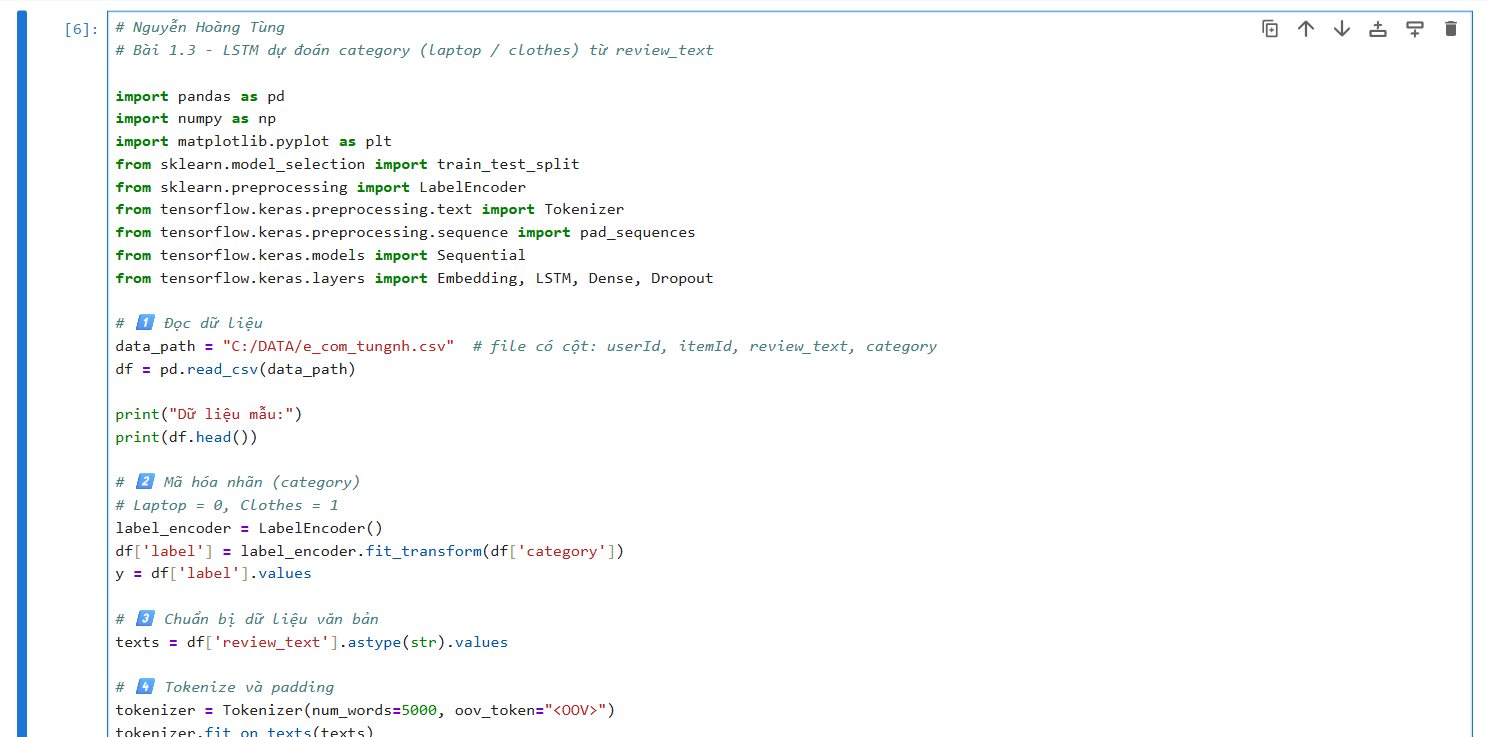 [6]:
# Nguyễn Hoàng Tùng
# Bài 1.3 - LSTM dự đoán category (laptop / clothes) từ review_text
import pandas as pd
import numpy as np
import matplotlib.pyplot as plt
from sklearn.model_selection import train_test_split
from sklearn.preprocessing import LabelEncoder
from tensorflow.keras.preprocessing.text import Tokenizer
from tensorflow.keras.preprocessing.sequence import pad_sequences
from tensorflow.keras.models import Sequential
from tensorflow.keras.layers import Embedding, LSTM, Dense, Dropout
# 1️⃣ Đọc dữ liệu
data_path = "C:/DATA/e_com_tungnh.csv"  # file có cột: userId, itemId, review_text, category
df = pd.read_csv(data_path)
print("Dữ liệu mẫu:")
print(df.head())
# 2️⃣ Mã hóa nhãn (category)
# Laptop = 0, Clothes = 1
label_encoder = LabelEncoder()
df['label'] = label_encoder.fit_transform(df['category'])
y = df['label'].values
# 3️⃣ Chuẩn bị dữ liệu văn bản
texts = df['review_text'].astype(str).values
# 4️⃣ Tokenize và padding
tokenizer = Tokenizer(num_words=5000, oov_token="<OOV>")
tokenizer.fit_on_texts(texts)